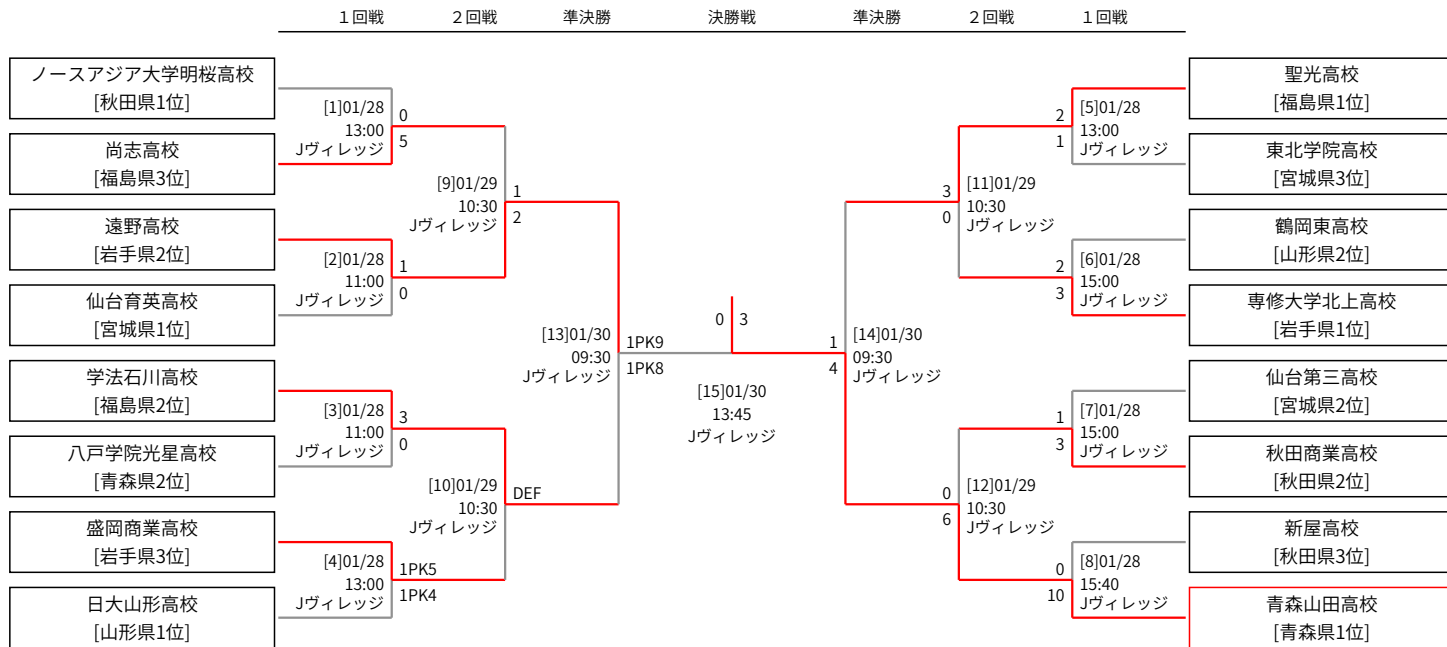 １回戦 ２回戦 準決勝 決勝戦 準決勝 ２回戦 １回戦
ノースアジア大学明桜高校
[秋田県1位]
尚志高校
[福島県3位]
遠野高校
[岩手県2位]
仙台育英高校
[宮城県1位]
学法石川高校
[福島県2位]
八戸学院光星高校
[青森県2位]
盛岡商業高校
[岩手県3位]
日大山形高校
[山形県1位]
[1]01/28
13:00
Jヴィレッジ
0
5
[2]01/28
11:00
Jヴィレッジ
1
0
[3]01/28
11:00
Jヴィレッジ
3
0
[4]01/28
13:00
Jヴィレッジ
1PK5
1PK4
[9]01/29
10:30
Jヴィレッジ
1
2
[10]01/29
10:30
Jヴィレッジ
DEF
[13]01/30
09:30
Jヴィレッジ
1PK9
1PK8
0 3
[15]01/30
13:45
Jヴィレッジ
1
4
[14]01/30
09:30
Jヴィレッジ
3
0
[11]01/29
10:30
Jヴィレッジ
0
6
[12]01/29
10:30
Jヴィレッジ
2
1
[5]01/28
13:00
Jヴィレッジ
2
3
[6]01/28
15:00
Jヴィレッジ
1
3
[7]01/28
15:00
Jヴィレッジ
0
10
[8]01/28
15:40
Jヴィレッジ
聖光高校
[福島県1位]
東北学院高校
[宮城県3位]
鶴岡東高校
[山形県2位]
専修大学北上高校
[岩手県1位]
仙台第三高校
[宮城県2位]
秋田商業高校
[秋田県2位]
新屋高校
[秋田県3位]
青森山田高校
[青森県1位]